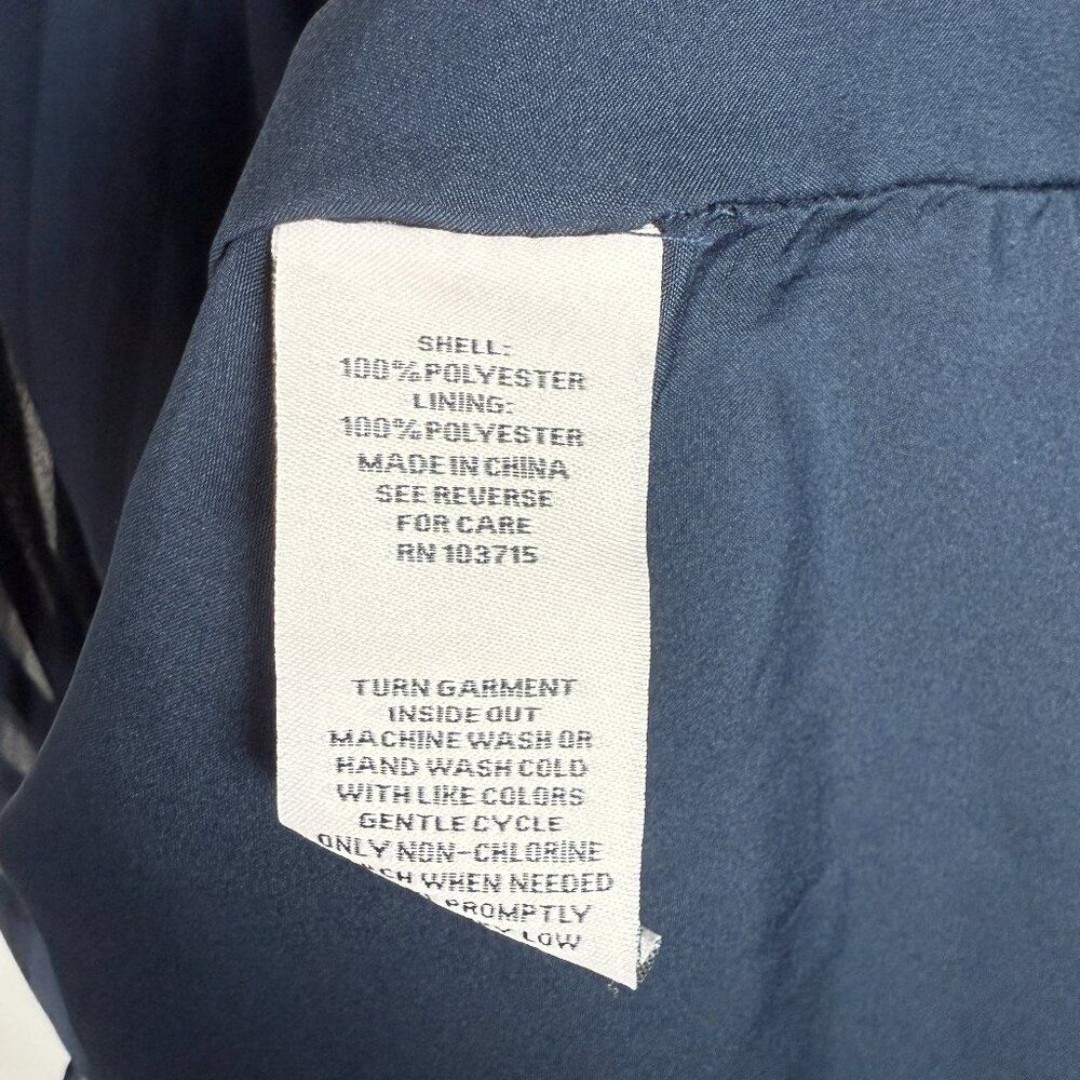 SHELL:
100% POLYESTER
LINING:
100% POLYESTER
MADE IN CHINA
SEE REVERSE
FOR CARE
RN 103715
TURN GARMENT
INSIDE OUT
MACHINE WASH OR
HAND WASH COLD
WITH LIKE COLORS
GENTLE CYCLE
ONLY NON-CHLORINE
WHEN NEEDED
PROMPTLY
LOW